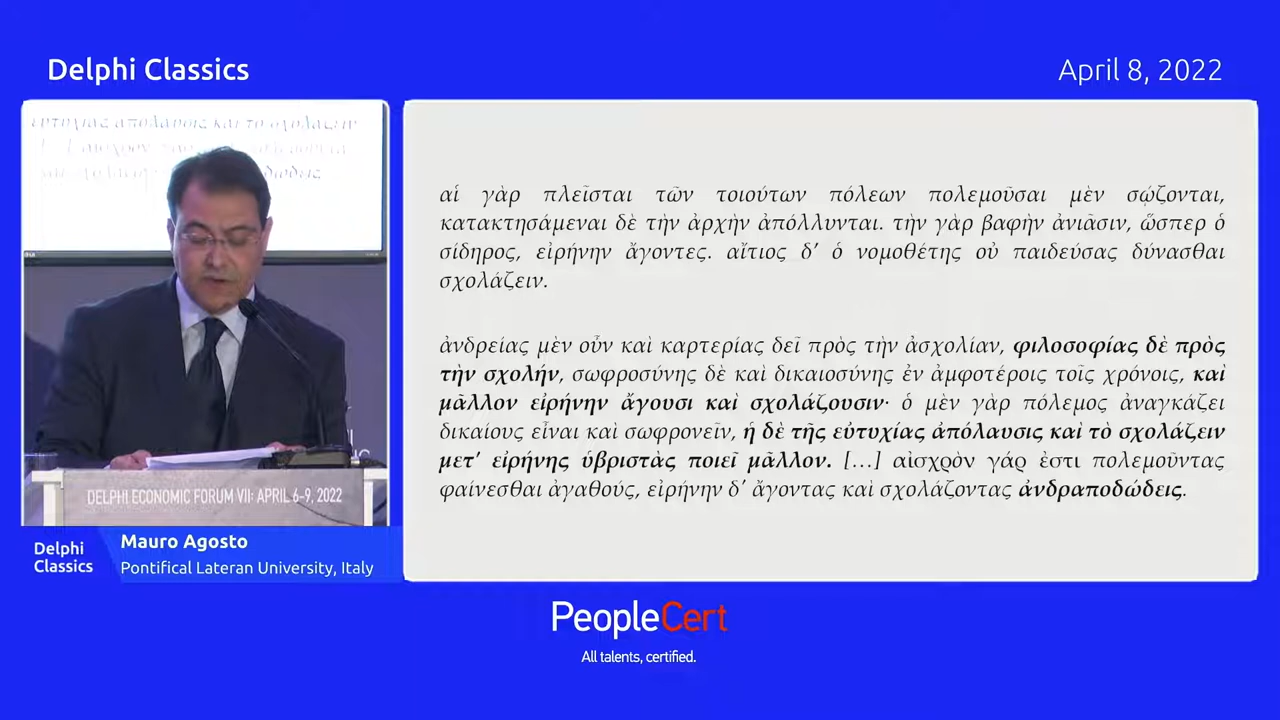 Delphi Classics
April 8, 2022
εὐτυχίας ἀπόλαυσις καὶ τὸ σχολάζειν
αἱ γὰρ πλεῖσται τῶν τοιούτων πόλεων πολεμοῦσαι μὲν σῴζονται,
κατακτησάμεναι δὲ τὴν ἀρχὴν ἀπόλλυνται. τὴν γὰρ βαφὴν ἀνιᾶσιν, ὥσπερ ὁ
σίδηρος, εἰρήνην ἄγοντες. αἴτιος δ’ ὁ νομοθέτης οὐ παιδεύσας δύνασθαι
σχολάζειν.
ἀνδρείας μὲν οὖν καὶ καρτερίας δεῖ πρὸς τὴν ἀσχολίαν, φιλοσοφίας δὲ πρὸς
τὴν σχολήν, σωφροσύνης δὲ καὶ δικαιοσύνης ἐν ἀμφοτέροις τοῖς χρόνοις, καὶ
μᾶλλον εἰρήνην ἄγουσι καὶ σχολάζουσιν· ὁ μὲν γὰρ πόλεμος ἀναγκάζει
δικαίους εἶναι καὶ σωφρονεῖν, ἡ δὲ τῆς εὐτυχίας ἀπόλαυσις καὶ τὸ σχολάζειν
μετ’ εἰρήνης ὑβριστὰς ποιεῖ μᾶλλον. [...] αἰσχρὸν γάρ ἐστι πολεμοῦντας
φαίνεσθαι ἀγαθούς, εἰρήνην δ’ ἄγοντας καὶ σχολάζοντας ἀνδραποδώδεις.
DELPHI ECONOMIC FORUM VII: APRIL 6-9, 2022
Delphi
Classics
Mauro Agosto
Pontifical Lateran University, Italy
PeopleCert
All talents, certified.